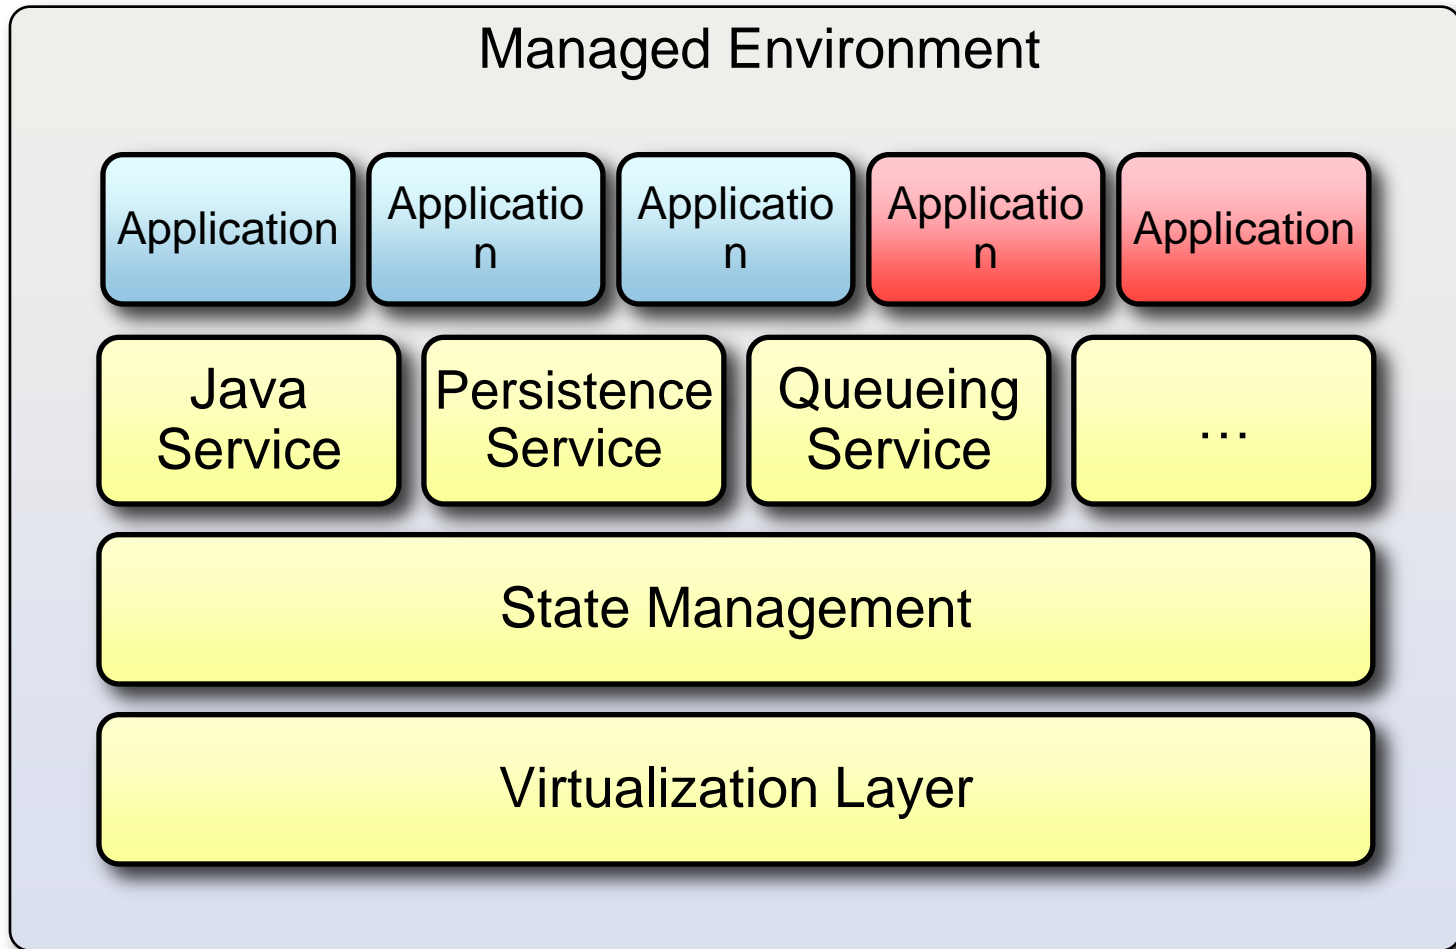 Managed Environment
Application
Applicatio
n
Applicatio
n
Applicatio
n
Application
Java
Service
Persistence
Service
Queueing
Service
…
State Management
Virtualization Layer